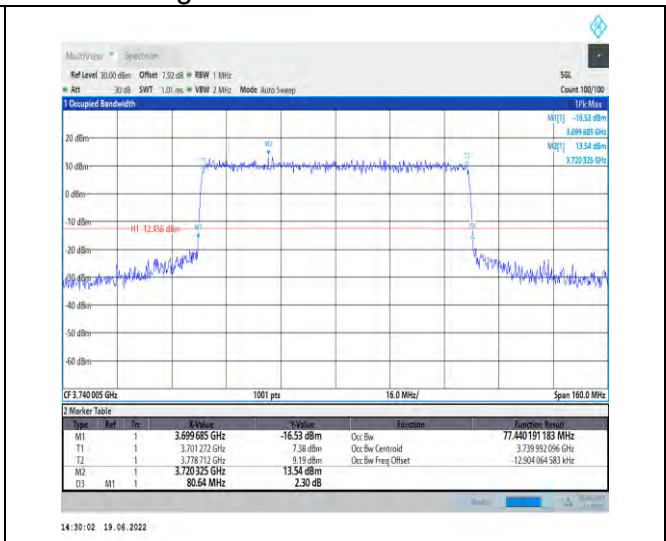 MultiView Spectrum
Ref Level 30.00 dBm Offset 7.92 dB RBW 1 MHz SGL
Att 30 dB SWT 1.01 ms VBW 2 MHz Mode Auto Sweep Count 100/100
1 Occupied Bandwidth 1Pk Max
M1[1] -16.53 dBm
3.699 685 GHz
M2[1] 13.54 dBm
3.720 325 GHz
20 dBm
M2
T1 T2
10 dBm
0 dBm
-10 dBm
H1 -12.456 dBm M1 D3
-20 dBm
-30 dBm
-40 dBm
-50 dBm
-60 dBm
CF 3.740 005 GHz 1001 pts 16.0 MHz/ Span 160.0 MHz
2 Marker Table
Type Ref Trc X-Value Y-Value Function Function Result
M1 1 3.699 685 GHz -16.53 dBm Occ Bw 77.440 191 183 MHz
T1 1 3.701 272 GHz 7.38 dBm Occ Bw Centroid 3.739 992 096 GHz
T2 1 3.778 712 GHz 9.19 dBm Occ Bw Freq Offset -12.904 064 583 kHz
M2 1 3.720 325 GHz 13.54 dBm
D3 M1 1 80.64 MHz 2.30 dB
14:30:02 19.06.2022